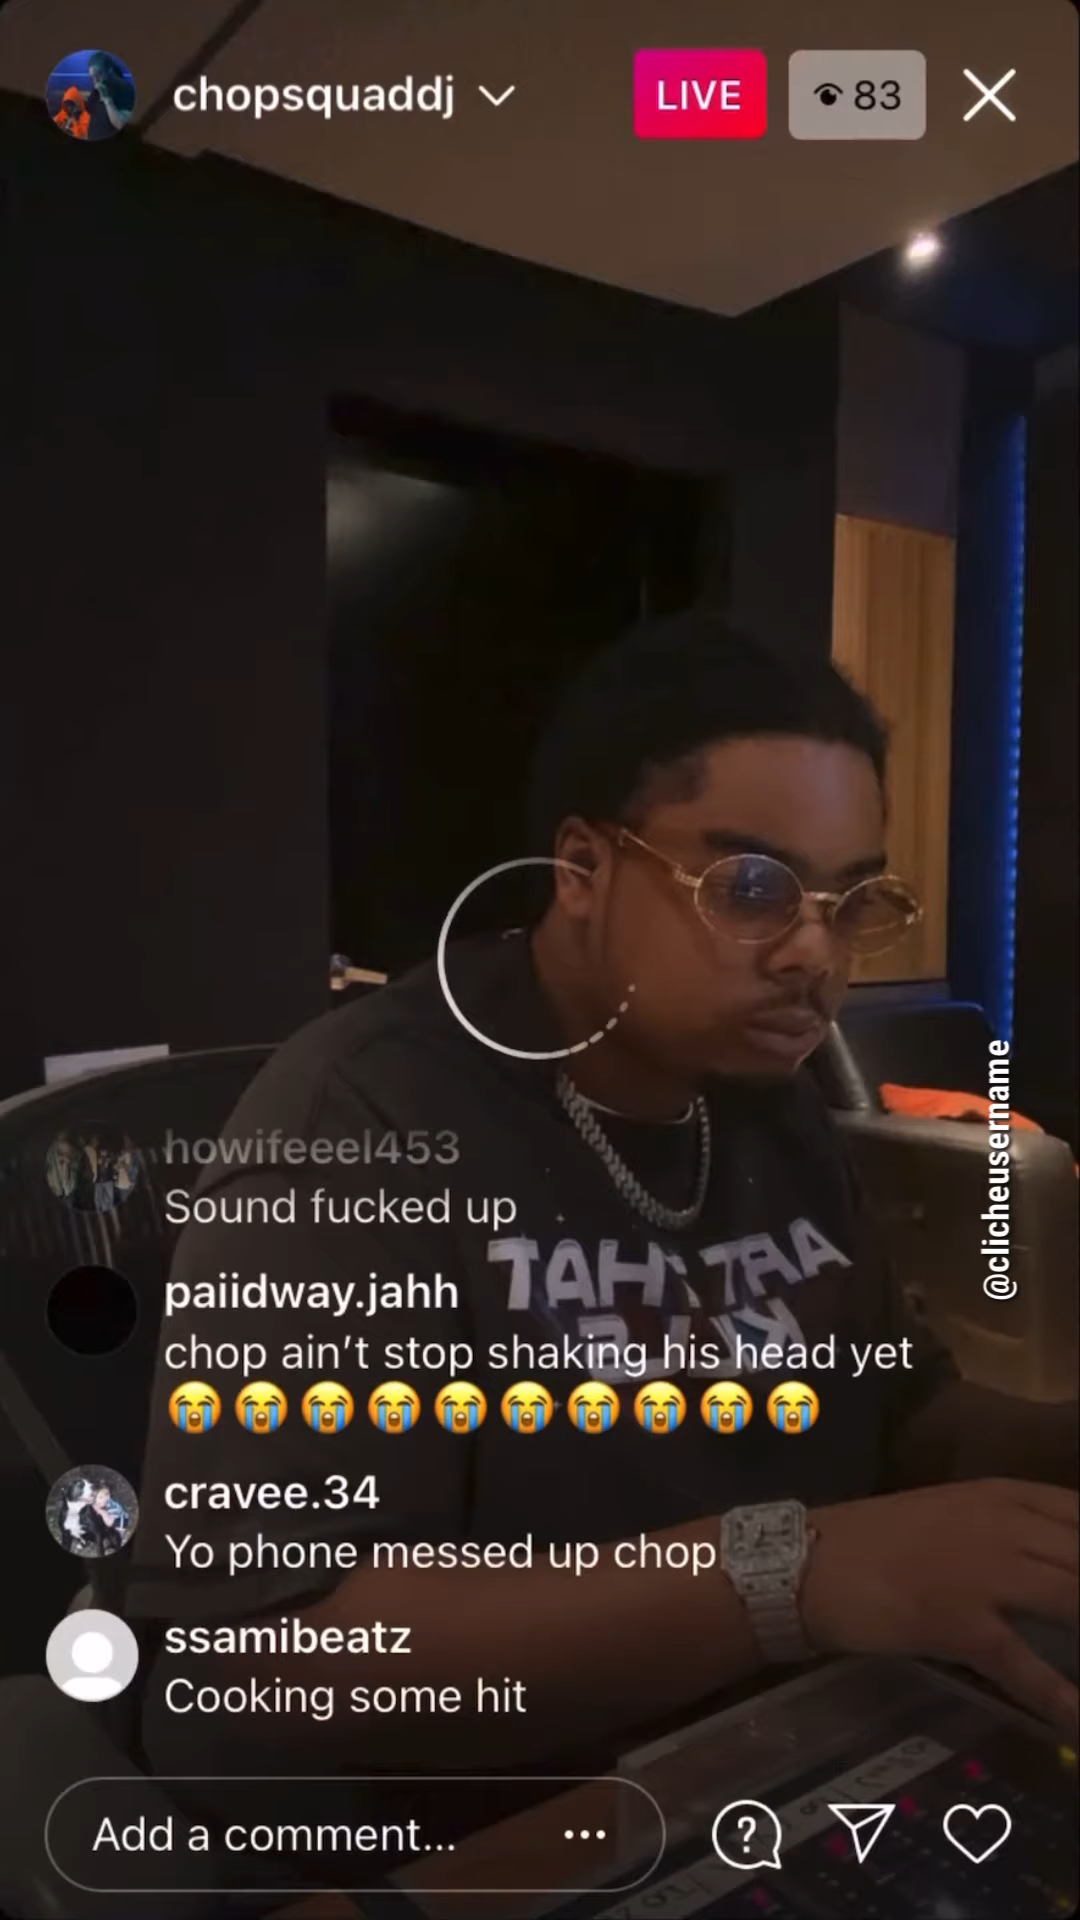 chopsquaddj
LIVE
83
howifeeel453
Sound fucked up
paiidway.jahh
chop ain’t stop shaking his head yet
😭😭😭😭😭😭😭😭😭😭
cravee.34
Yo phone messed up chop
ssamibeatz
Cooking some hit
Add a comment...
@clicheusername